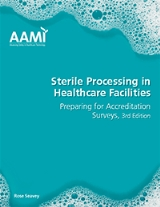 AAMI
Sterile Processing in
Healthcare Facilities
Preparing for Accreditation
Surveys, 3rd Edition
Rose Seavey